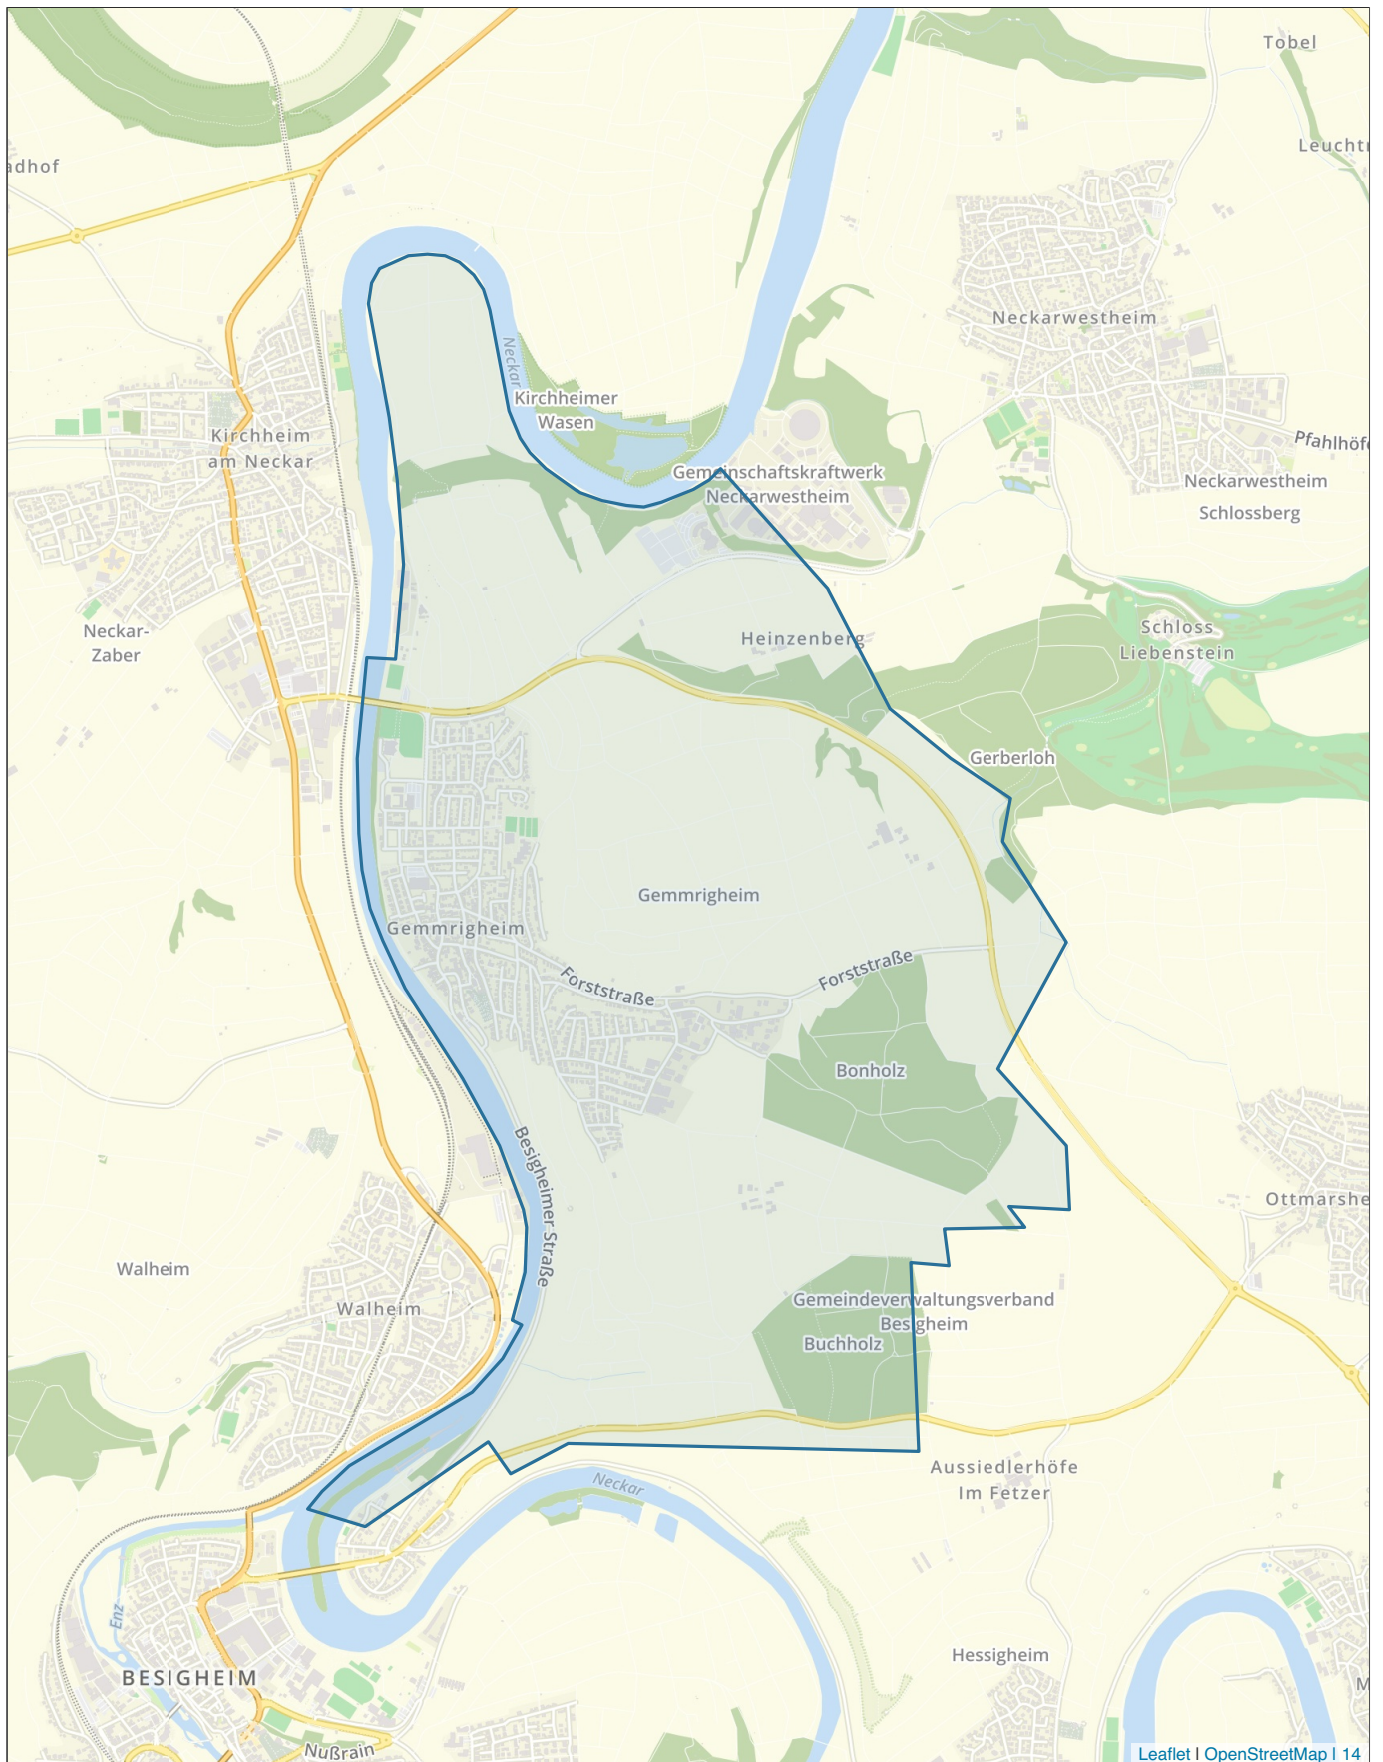 Tobel
adhof
Leuchtr
Neckarwestheim
Neckar
Kirchheimer
Wasen
Kirchheim
am Neckar
Pfahlhöfe
Gemeinschaftskraftwerk
Neckarwestheim
Neckarwestheim
Schlossberg
Neckar-
Zaber
Heinzenberg
Schloss
Liebenstein
Gerberloh
Gemmrigheim
Gemmrigheim
Forststraße
Forststraße
Bonholz
Besigheimer Straße
Ottmarshe
Walheim
Walheim
Gemeindeverwaltungsverband
Besigheim
Buchholz
Aussiedlerhöfe
Im Fetzer
Neckar
Enz
Hessigheim
BESIGHEIM
M
Nußrain
Leaflet | OpenStreetMap | 14